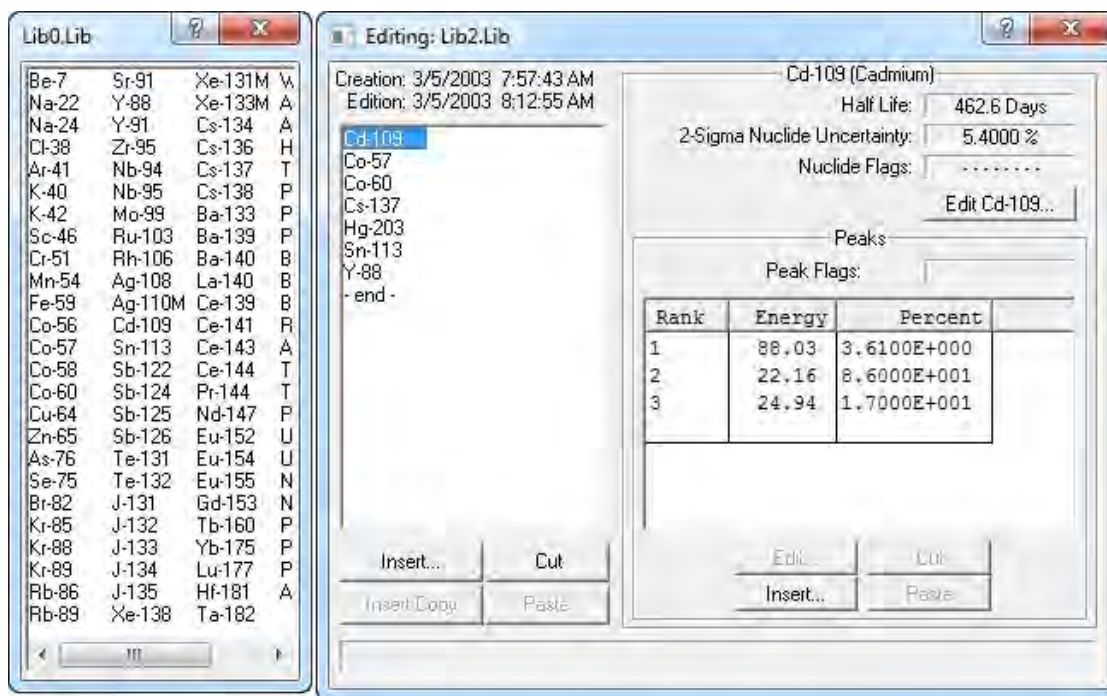 Lib0.Lib
Be-7 Sr-91 Xe-131M W
Na-22 Y-88 Xe-133M A
Na-24 Y-91 Cs-134 A
Cl-38 Zr-95 Cs-136 H
Ar-41 Nb-94 Cs-137 T
K-40 Nb-95 Cs-138 P
K-42 Mo-99 Ba-133 P
Sc-46 Ru-103 Ba-139 P
Cr-51 Rh-106 Ba-140 B
Mn-54 Ag-108 La-140 B
Fe-59 Ag-110M Ce-139 B
Co-56 Cd-109 Ce-141 R
Co-57 Sn-113 Ce-143 A
Co-58 Sb-122 Ce-144 T
Co-60 Sb-124 Pr-144 T
Cu-64 Sb-125 Nd-147 P
Zn-65 Sb-126 Eu-152 U
As-76 Te-131 Eu-154 U
Se-75 Te-132 Eu-155 N
Br-82 J-131 Gd-153 N
Kr-85 J-132 Tb-160 P
Kr-88 J-133 Yb-175 P
Kr-89 J-134 Lu-177 P
Rb-86 J-135 Hf-181 A
Rb-89 Xe-138 Ta-182
Editing: Lib2.Lib
Creation: 3/5/2003 7:57:43 AM
Edition: 3/5/2003 8:12:55 AM
Cd-109
Co-57
Co-60
Cs-137
Hg-203
Sn-113
Y-88
- end -
Insert... Cut
Insert Copy Paste
Cd-109 (Cadmium)
Half Life: 462.6 Days
2-Sigma Nuclide Uncertainty: 5.4000 %
Nuclide Flags: - - - - - - - -
Edit Cd-109...
Peaks
Peak Flags:
Rank Energy Percent
1 88.03 3.6100E+000
2 22.16 8.6000E+001
3 24.94 1.7000E+001
Edit... Cut
Insert... Paste